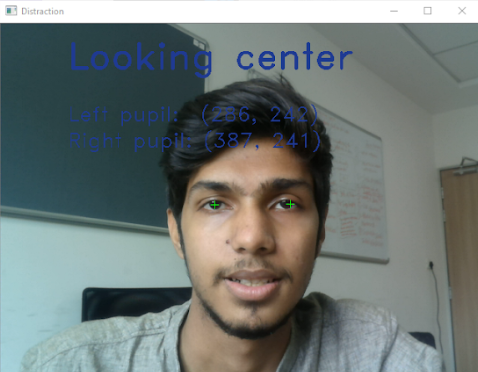 Distraction
Looking center
Left pupil: (286, 242)
Right pupil: (387, 241)